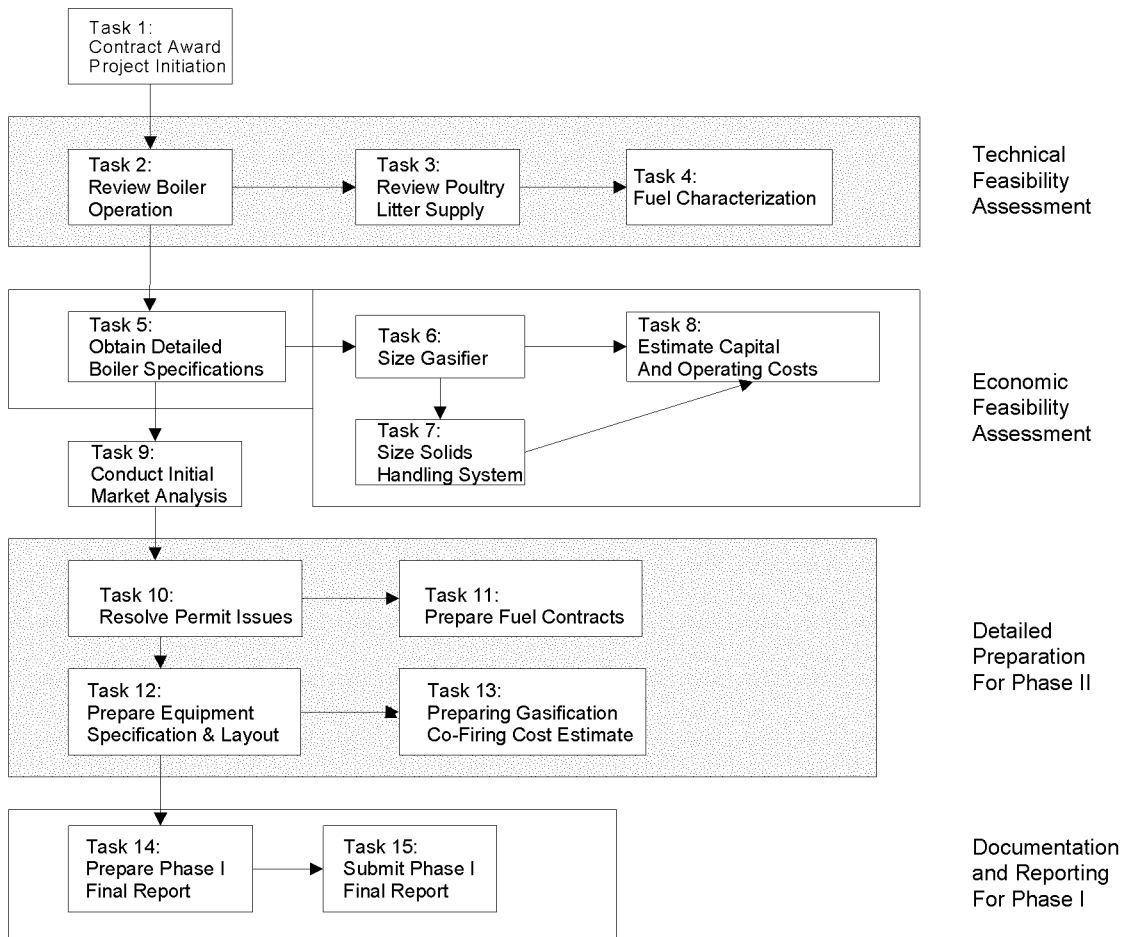 Task 1:
Contract Award
Project Initiation
Task 2:
Review Boiler
Operation
Task 3:
Review Poultry
Litter Supply
Task 4:
Fuel Characterization
Technical
Feasibility
Assessment
Task 5:
Obtain Detailed
Boiler Specifications
Task 6:
Size Gasifier
Task 8:
Estimate Capital
And Operating Costs
Task 7:
Size Solids
Handling System
Economic
Feasibility
Assessment
Task 9:
Conduct Initial
Market Analysis
Task 10:
Resolve Permit Issues
Task 11:
Prepare Fuel Contracts
Task 12:
Prepare Equipment
Specification & Layout
Task 13:
Preparing Gasification
Co-Firing Cost Estimate
Detailed
Preparation
For Phase II
Task 14:
Prepare Phase I
Final Report
Task 15:
Submit Phase I
Final Report
Documentation
and Reporting
For Phase I